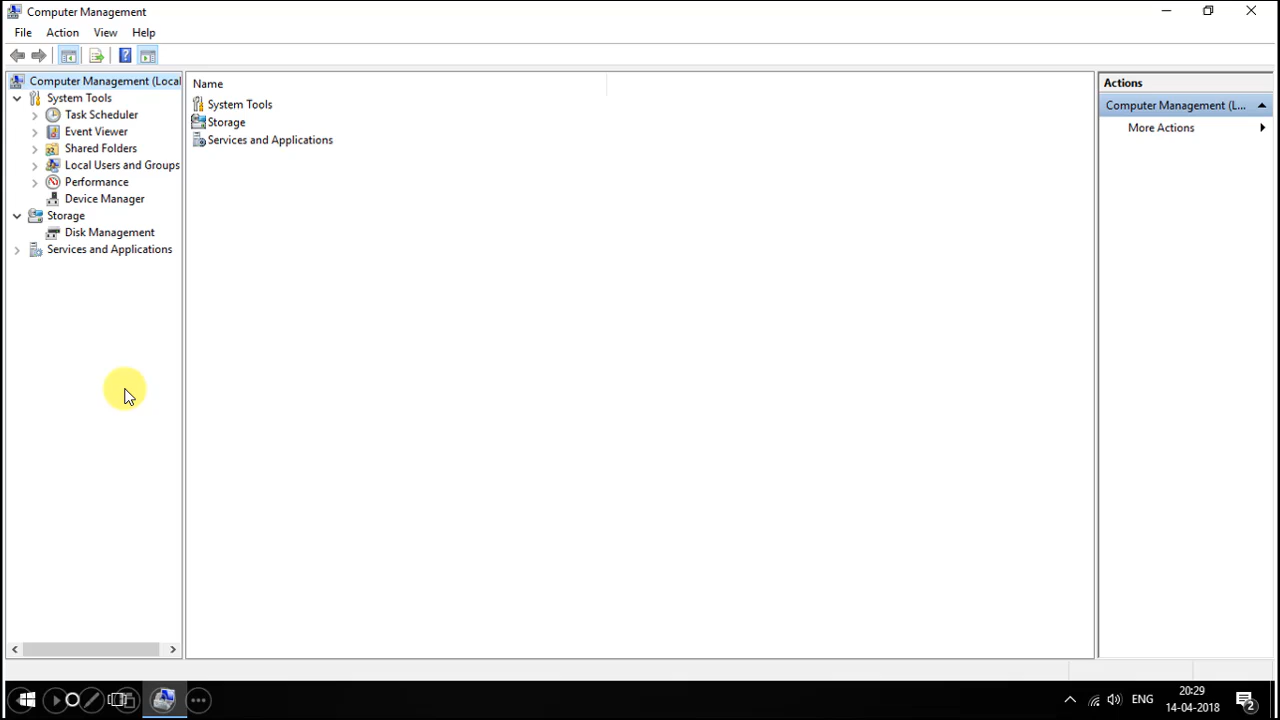 Computer Management
File Action View Help
Computer Management (Local
System Tools
Task Scheduler
Event Viewer
Shared Folders
Local Users and Groups
Performance
Device Manager
Storage
Disk Management
Services and Applications
Name
System Tools
Storage
Services and Applications
Actions
Computer Management (L...
More Actions
ENG
20:29
14-04-2018
2